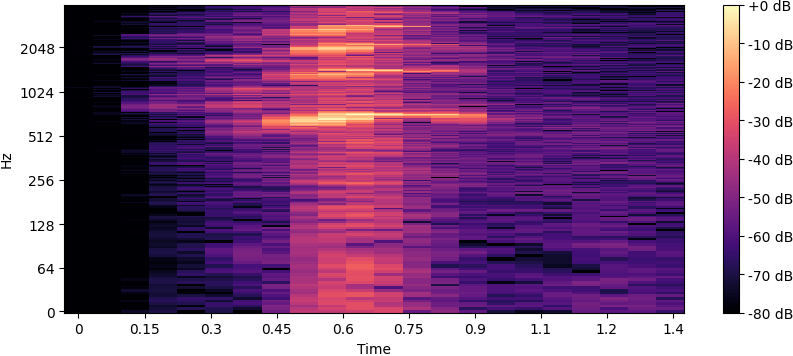 +0 dB
2048
-10 dB
1024
-20 dB
512
-30 dB
Hz
256
-40 dB
128
-50 dB
64
-60 dB
0
-70 dB
-80 dB
0 0.15 0.3 0.45 0.6 0.75 0.9 1.1 1.2 1.4
Time